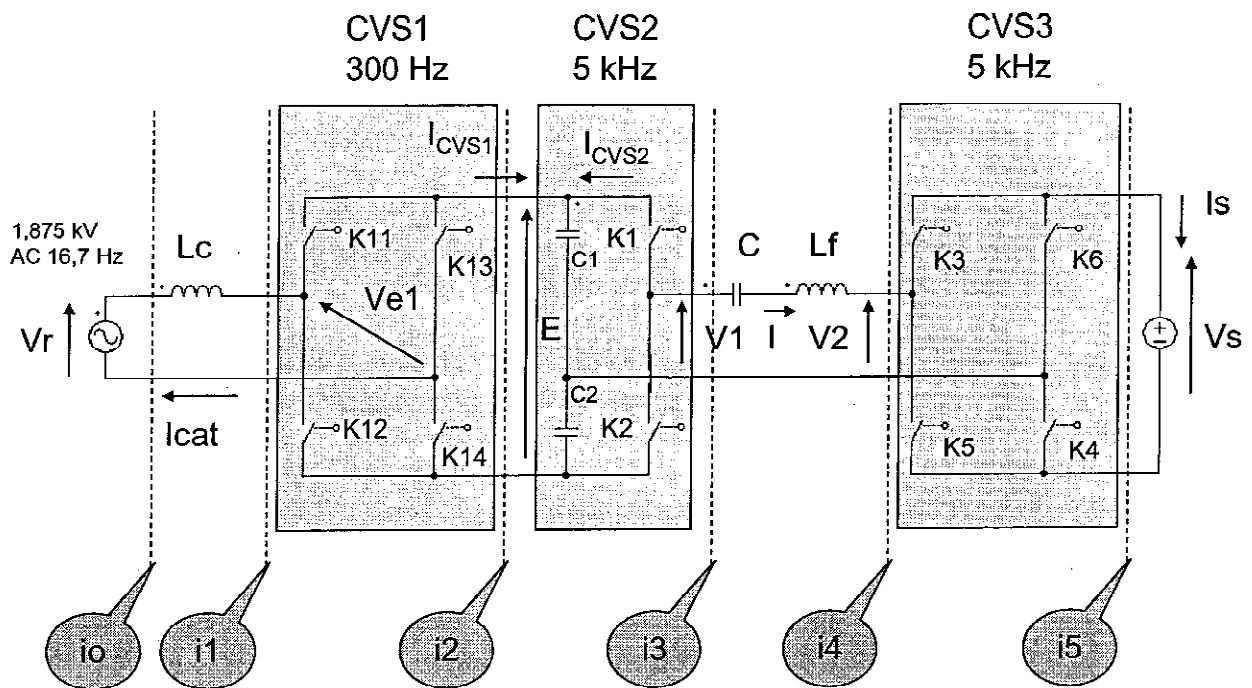 CVS1
300 Hz
CVS2
5 kHz
CVS3
5 kHz
I CVS1
I CVS2
Is
1,875 kV
AC 16,7 Hz
Lc
K11
K13
C1
K1
C
Lf
K3
K6
Vr
Ve1
E
V1
I
V2
Vs
Icat
K12
K14
C2
K2
K5
K4
io
i1
i2
i3
i4
i5